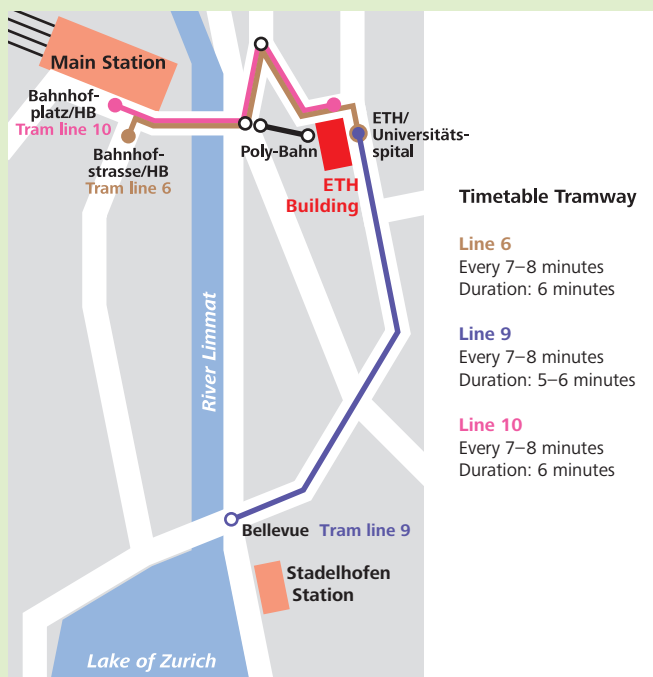 Main Station
Bahnhof-
platz/HB
Tram line 10
Bahnhof-
strasse/HB
Tram line 6
Poly-Bahn
ETH/
Universitäts-
spital
ETH
Building
River Limmat
Bellevue Tram line 9
Stadelhofen
Station
Lake of Zurich
Timetable Tramway
Line 6
Every 7–8 minutes
Duration: 6 minutes
Line 9
Every 7–8 minutes
Duration: 5–6 minutes
Line 10
Every 7–8 minutes
Duration: 6 minutes